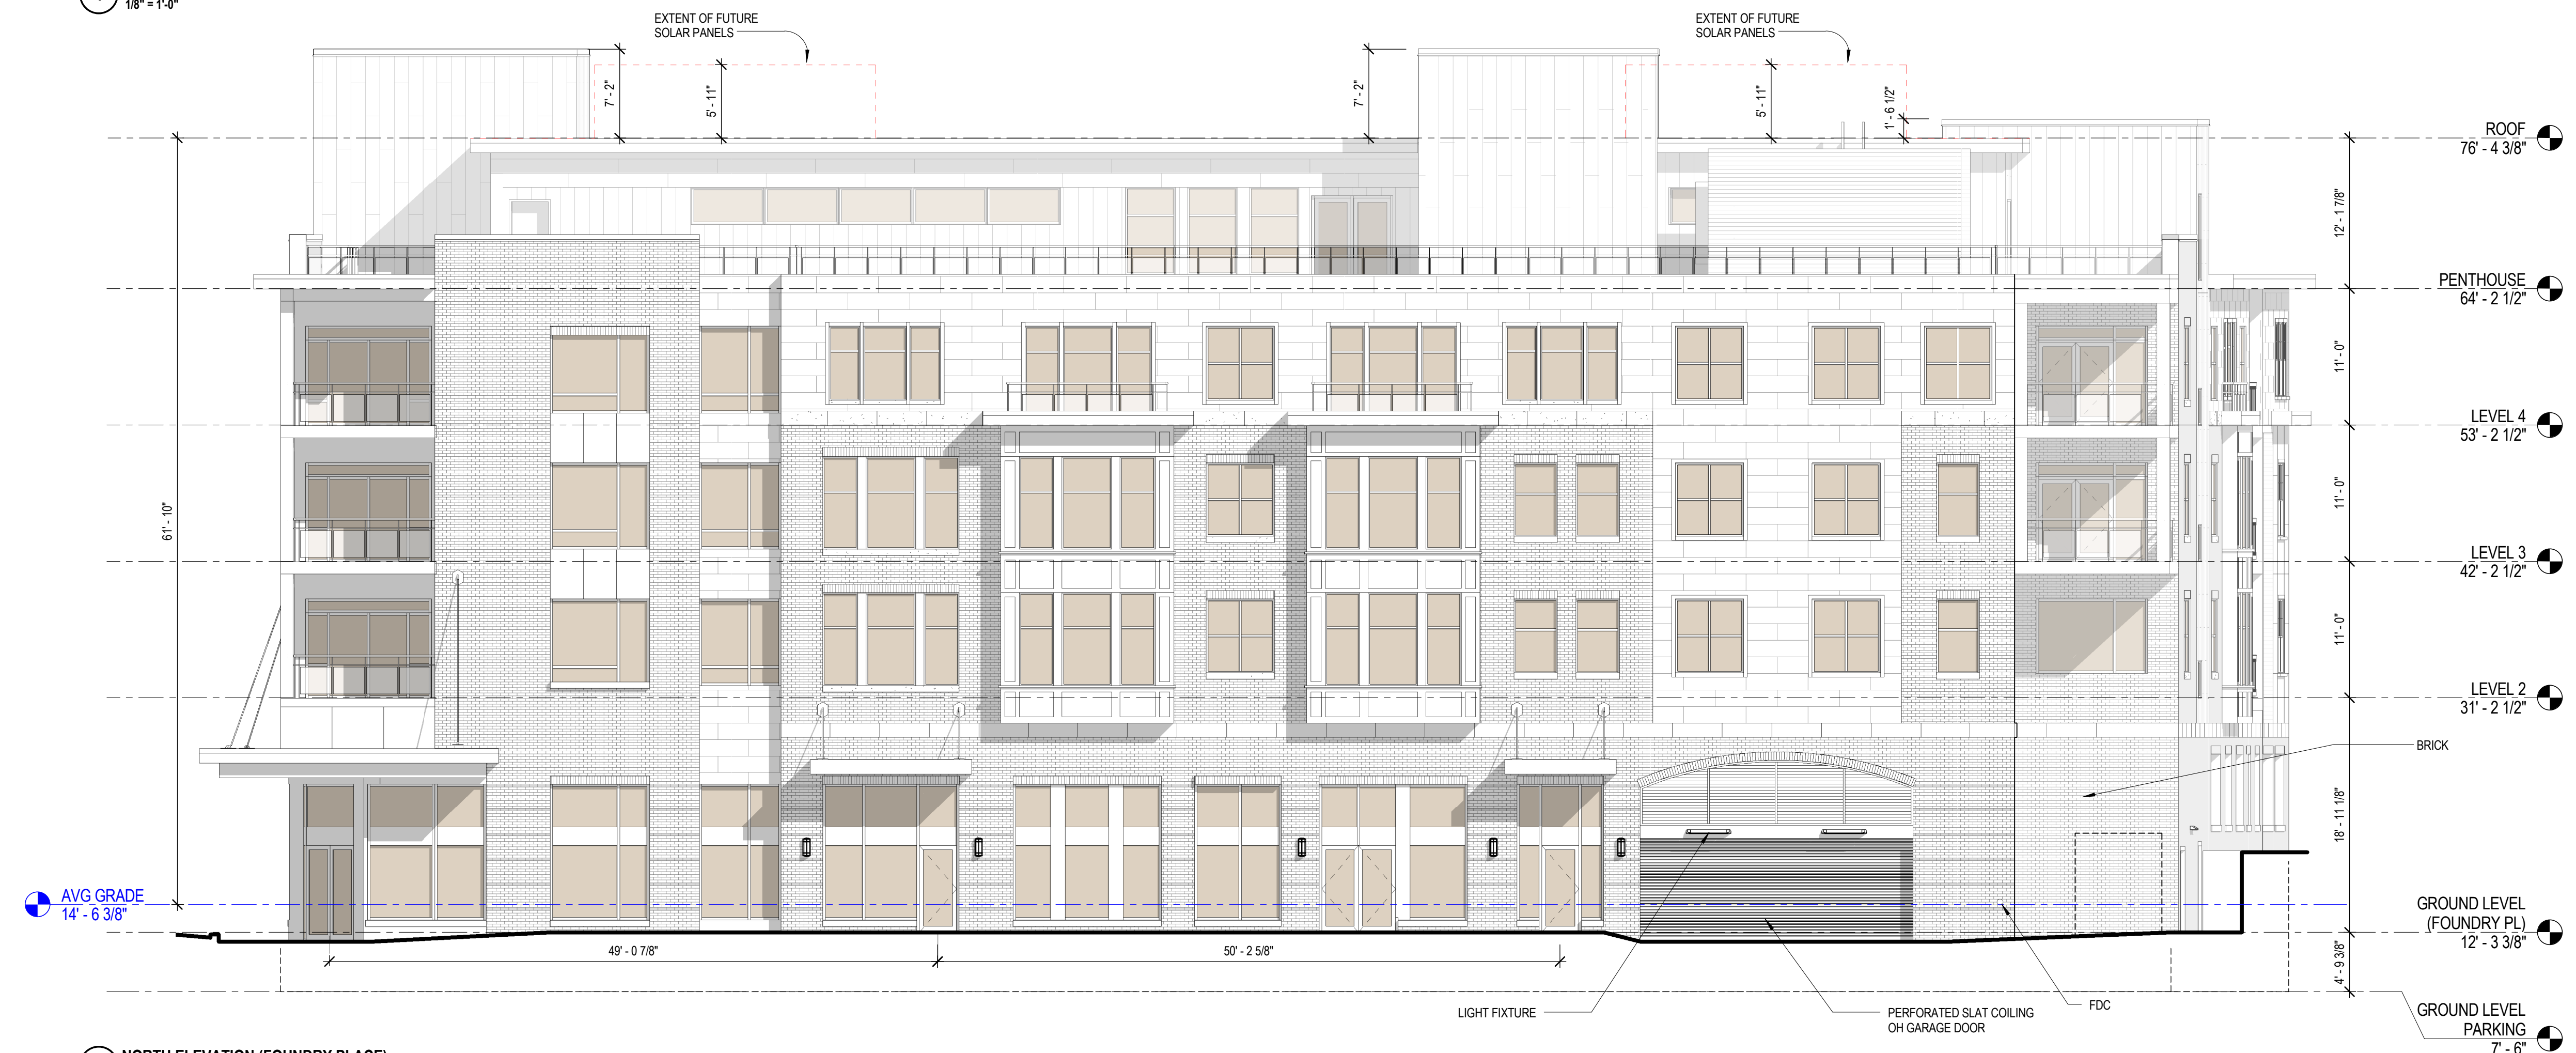 1/8" = 1'-0"
EXTENT OF FUTURE
SOLAR PANELS
EXTENT OF FUTURE
SOLAR PANELS
7' - 2"
5' - 11"
7' - 2"
5' - 11"
1' - 6 1/2"
ROOF
76' - 4 3/8"
12' - 1 7/8"
PENTHOUSE
64' - 2 1/2"
11' - 0"
LEVEL 4
53' - 2 1/2"
61' - 10"
11' - 0"
LEVEL 3
42' - 2 1/2"
11' - 0"
LEVEL 2
31' - 2 1/2"
BRICK
18' - 11 1/8"
AVG GRADE
14' - 6 3/8"
GROUND LEVEL
(FOUNDRY PL)
12' - 3 3/8"
49' - 0 7/8"
50' - 2 5/8"
4' - 9 3/8"
LIGHT FIXTURE
PERFORATED SLAT COILING
OH GARAGE DOOR
FDC
GROUND LEVEL
PARKING
7' - 6"
NORTH ELEVATION (FOUNDRY PLACE)